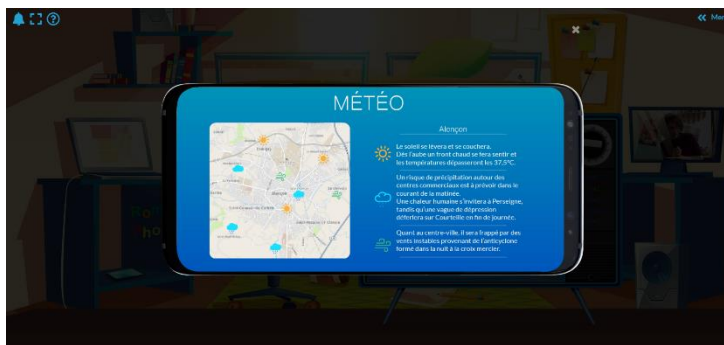 « Men
MÉTÉO
Alençon
Le soleil se lèvera et se couchera.
Dès l'aube un front chaud se fera sentir et
les températures dépasseront les 37,5°C.
Un risque de précipitation autour des
centres commerciaux est à prévoir dans le
courant de la matinée.
Une chaleur humaine s'invitera à Perseigne,
tandis qu'une vague de dépression
déferlera sur Courteille en fin de journée.
Quant au centre-ville, il sera frappé par des
vents instables provenant de l'anticyclone
formé dans la nuit à la croix mercier.